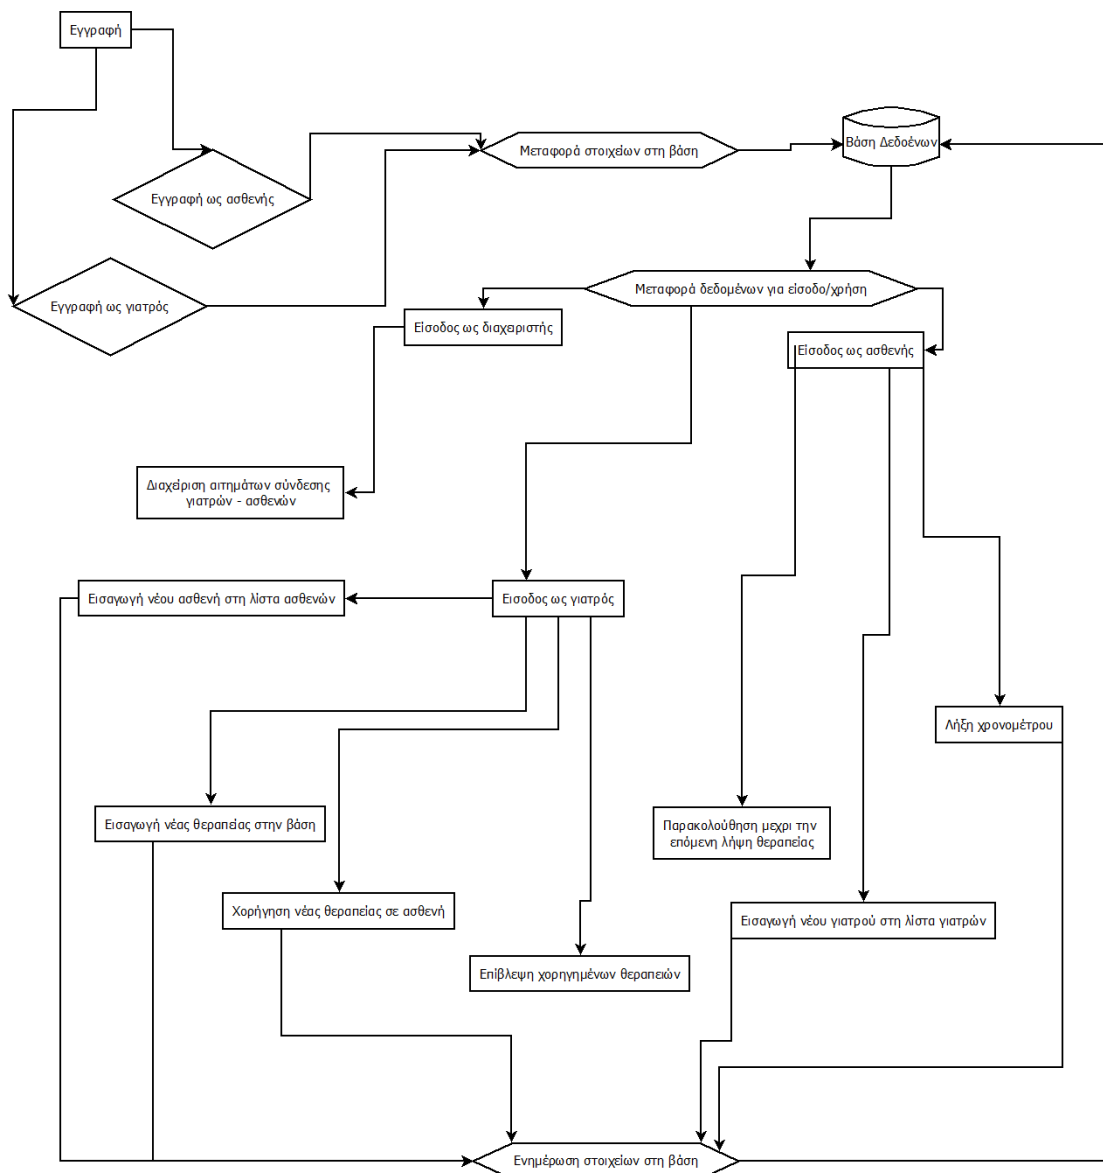 Εγγραφή
Μεταφορά στοιχείων στη βάση
Βάση Δεδοένων
Εγγραφή ως ασθενής
Εγγραφή ως γιατρός
Μεταφορά δεδομένων για είσοδο/χρήση
Είσοδος ως διαχειριστής
Είσοδος ως ασθενής
Διαχείριση αιτημάτων σύνδεσης
γιατρών - ασθενών
Εισαγωγή νέου ασθενή στη λίστα ασθενών
Εισοδος ως γιατρός
Λήξη χρονομέτρου
Εισαγωγή νέας θεραπείας στην βάση
Παρακολούθηση μεχρι την
επόμενη λήψη θεραπείας
Χορήγηση νέας θεραπείας σε ασθενή
Εισαγωγή νέου γιατρού στη λίστα γιατρών
Επίβλεψη χορηγημένων θεραπειών
Ενημέρωση στοιχείων στη βάση